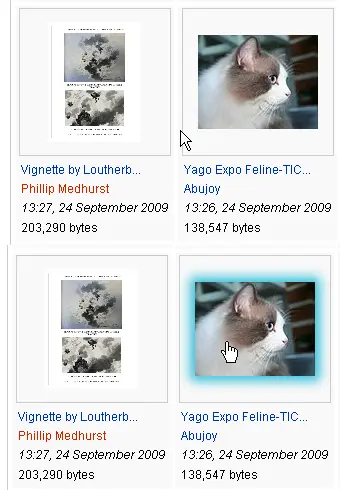 Vignette by Loutherb...
Phillip Medhurst
13:27, 24 September 2009
203,290 bytes
Yago Expo Feline-TIC...
Abujoy
13:26, 24 September 2009
138,547 bytes
Vignette by Loutherb...
Phillip Medhurst
13:27, 24 September 2009
203,290 bytes
Yago Expo Feline-TIC...
Abujoy
13:26, 24 September 2009
138,547 bytes